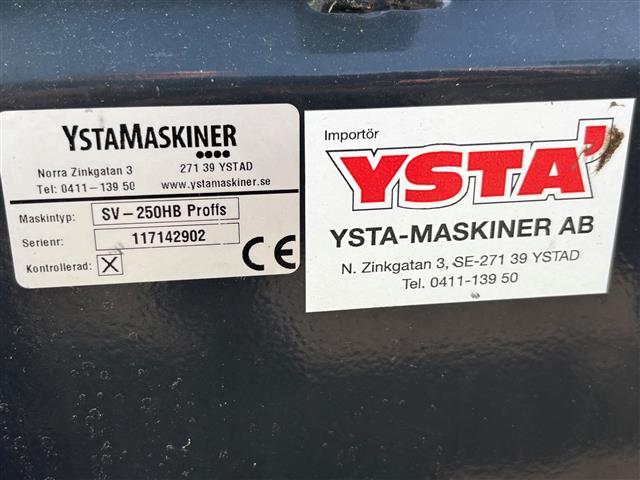 YSTAMASKINER
Norra Zinkgatan 3 271 39 YSTAD
Tel: 0411-139 50 www.ystamaskiner.se
Maskintyp: SV-250HB Proffs
Serienr: 117142902
Kontrollerad: X
CE
Importör
YSTA'
YSTA-MASKINER AB
N. Zinkgatan 3, SE-271 39 YSTAD
Tel. 0411-139 50